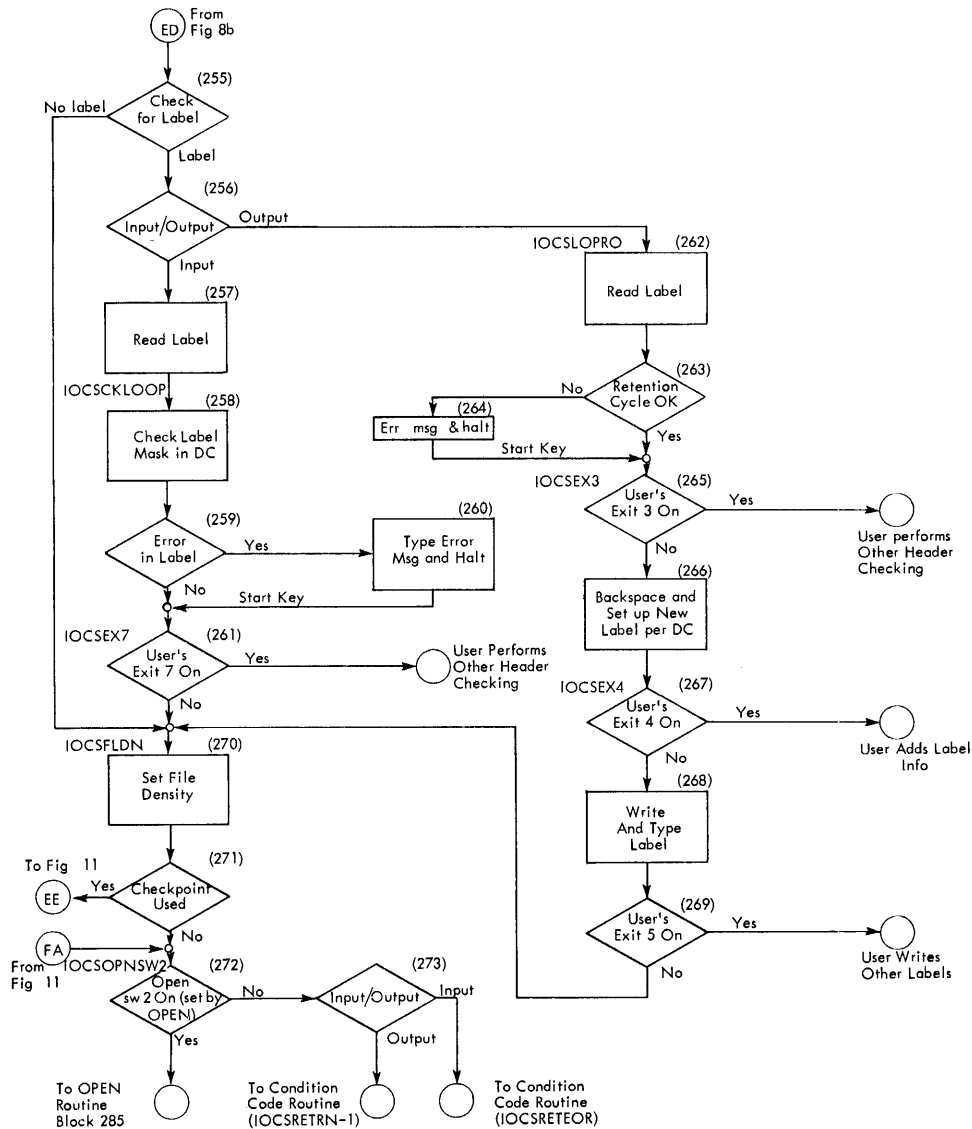 ED
From
Fig 8b
(255)
No label
Check
for Label
Label
(256)
Input/Output
Output
Input
IOCSLOPRO
(262)
Read Label
(257)
Read Label
IOCSCKLOOP
(263)
Retention
Cycle OK
No
(264)
Err msg & halt
Yes
Start Key
(258)
Check Label
Mask in DC
IOCSEX3
(265)
User's
Exit 3 On
Yes
User performs
Other Header
Checking
No
(259)
Error
in Label
Yes
No
(260)
Type Error
Msg and Halt
Start Key
(266)
Backspace and
Set up New
Label per DC
IOCSEX7
(261)
User's
Exit 7 On
Yes
User Performs
Other Header
Checking
No
IOCSEX4
(267)
User's
Exit 4 On
Yes
User Adds Label
Info
No
IOCSFLDN
(270)
Set File
Density
(268)
Write
And Type
Label
(271)
To Fig 11
EE
Yes
Checkpoint
Used
No
(269)
User's
Exit 5 On
Yes
User Writes
Other Labels
No
FA
From
Fig 11
IOCSOPNSW2
(272)
Open
sw 2 On (set by
OPEN)
No
Yes
(273)
Input/Output
Input
Output
To OPEN
Routine
Block 285
To Condition
Code Routine
(IOCSRETRN-1)
To Condition
Code Routine
(IOCSRETEOR)